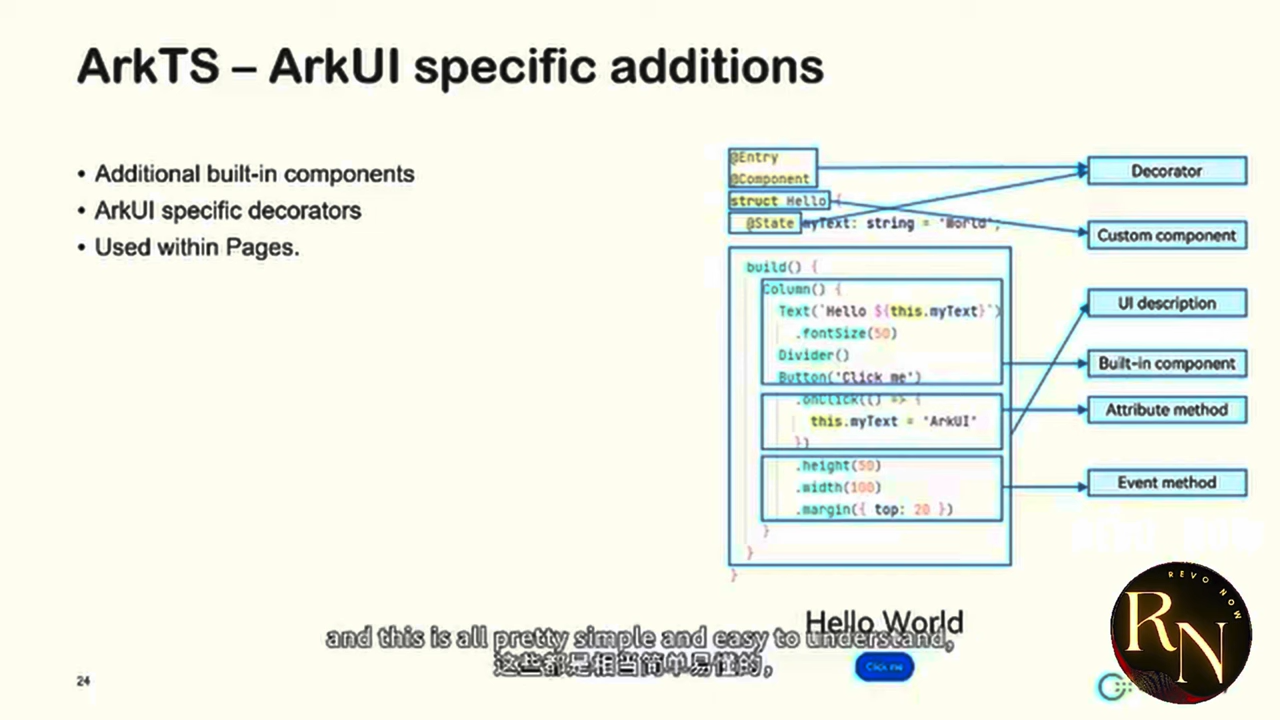 ArkTS – ArkUI specific additions
• Additional built-in components
• ArkUI specific decorators
• Used within Pages.
@Entry
@Component
struct Hello {
@State myText: string = 'World';
build() {
Column() {
Text(`Hello ${this.myText}`)
.fontSize(50)
Divider()
Button('Click me')
.onClick(() => {
this.myText = 'ArkUI'
})
.height(50)
.width(100)
.margin({ top: 20 })
}
}
}
Decorator
Custom component
UI description
Built-in component
Attribute method
Event method
Hello World
Click me
and this is all pretty simple and easy to understand,
这些都是相当简单易懂的，
24
REVO NOW
RN